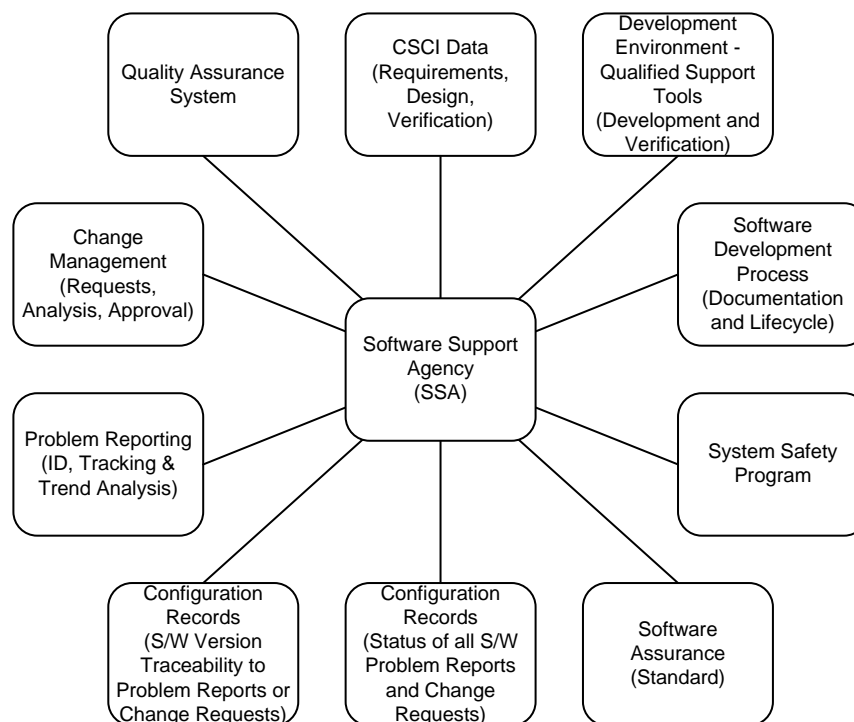 Quality Assurance
System
CSCI Data
(Requirements,
Design,
Verification)
Development
Environment -
Qualified Support
Tools
(Development and
Verification)
Change
Management
(Requests,
Analysis, Approval)
Software
Development
Process
(Documentation
and Lifecycle)
Software Support
Agency
(SSA)
Problem Reporting
(ID, Tracking &
Trend Analysis)
System Safety
Program
Configuration
Records
(S/W Version
Traceability to
Problem Reports or
Change Requests)
Configuration
Records
(Status of all S/W
Problem Reports
and Change
Requests)
Software
Assurance
(Standard)